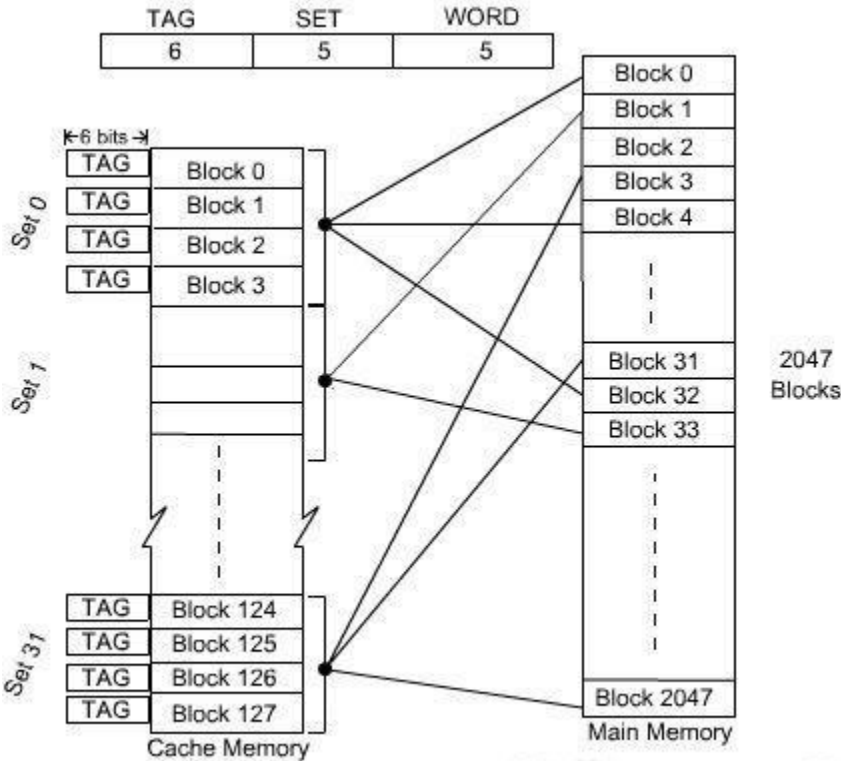 TAG SET WORD
6 5 5
6 bits
TAG Block 0
TAG Block 1
TAG Block 2
TAG Block 3
Set 0
Set 1
TAG Block 124
TAG Block 125
TAG Block 126
TAG Block 127
Set 31
Cache Memory
Block 0
Block 1
Block 2
Block 3
Block 4
Block 31
Block 32
Block 33
Block 2047
Main Memory
2047
Blocks